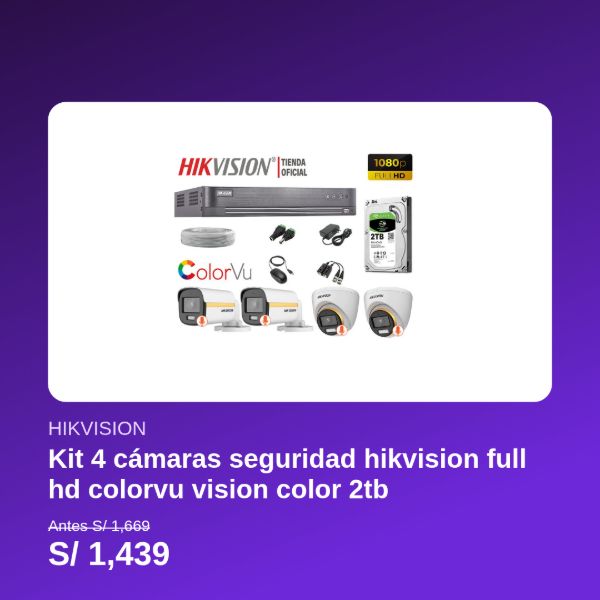 HIKVISION® TIENDA
OFICIAL
1080p
FULL HD
2TB
ColorVu
HIKVISION
Kit 4 cámaras seguridad hikvision full
hd colorvu vision color 2tb
Antes S/ 1,669
S/ 1,439